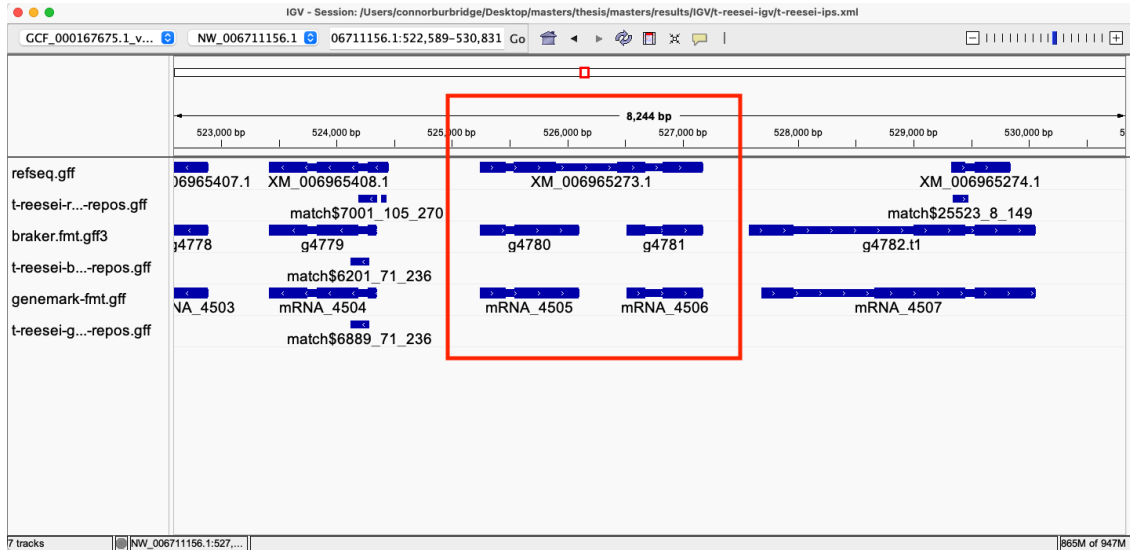 IGV - Session: /Users/connorburbridge/Desktop/masters/thesis/masters/results/IGV/t-reesei-igv/t-reesei-ips.xml
GCF_000167675.1_v... NW_006711156.1 06711156.1:522,589-530,831 Go
8,244 bp
523,000 bp 524,000 bp 525,000 bp 526,000 bp 527,000 bp 528,000 bp 529,000 bp 530,000 bp 5
refseq.gff
06965407.1 XM_006965408.1 XM_006965273.1 XM_006965274.1
t-reesei-r...-repos.gff
match$7001_105_270 match$25523_8_149
braker.fmt.gff3
g4778 g4779 g4780 g4781 g4782.t1
t-reesei-b...-repos.gff
match$6201_71_236
genemark-fmt.gff
NA_4503 mRNA_4504 mRNA_4505 mRNA_4506 mRNA_4507
t-reesei-g...-repos.gff
match$6889_71_236
7 tracks NW_006711156.1:527,... 865M of 947M